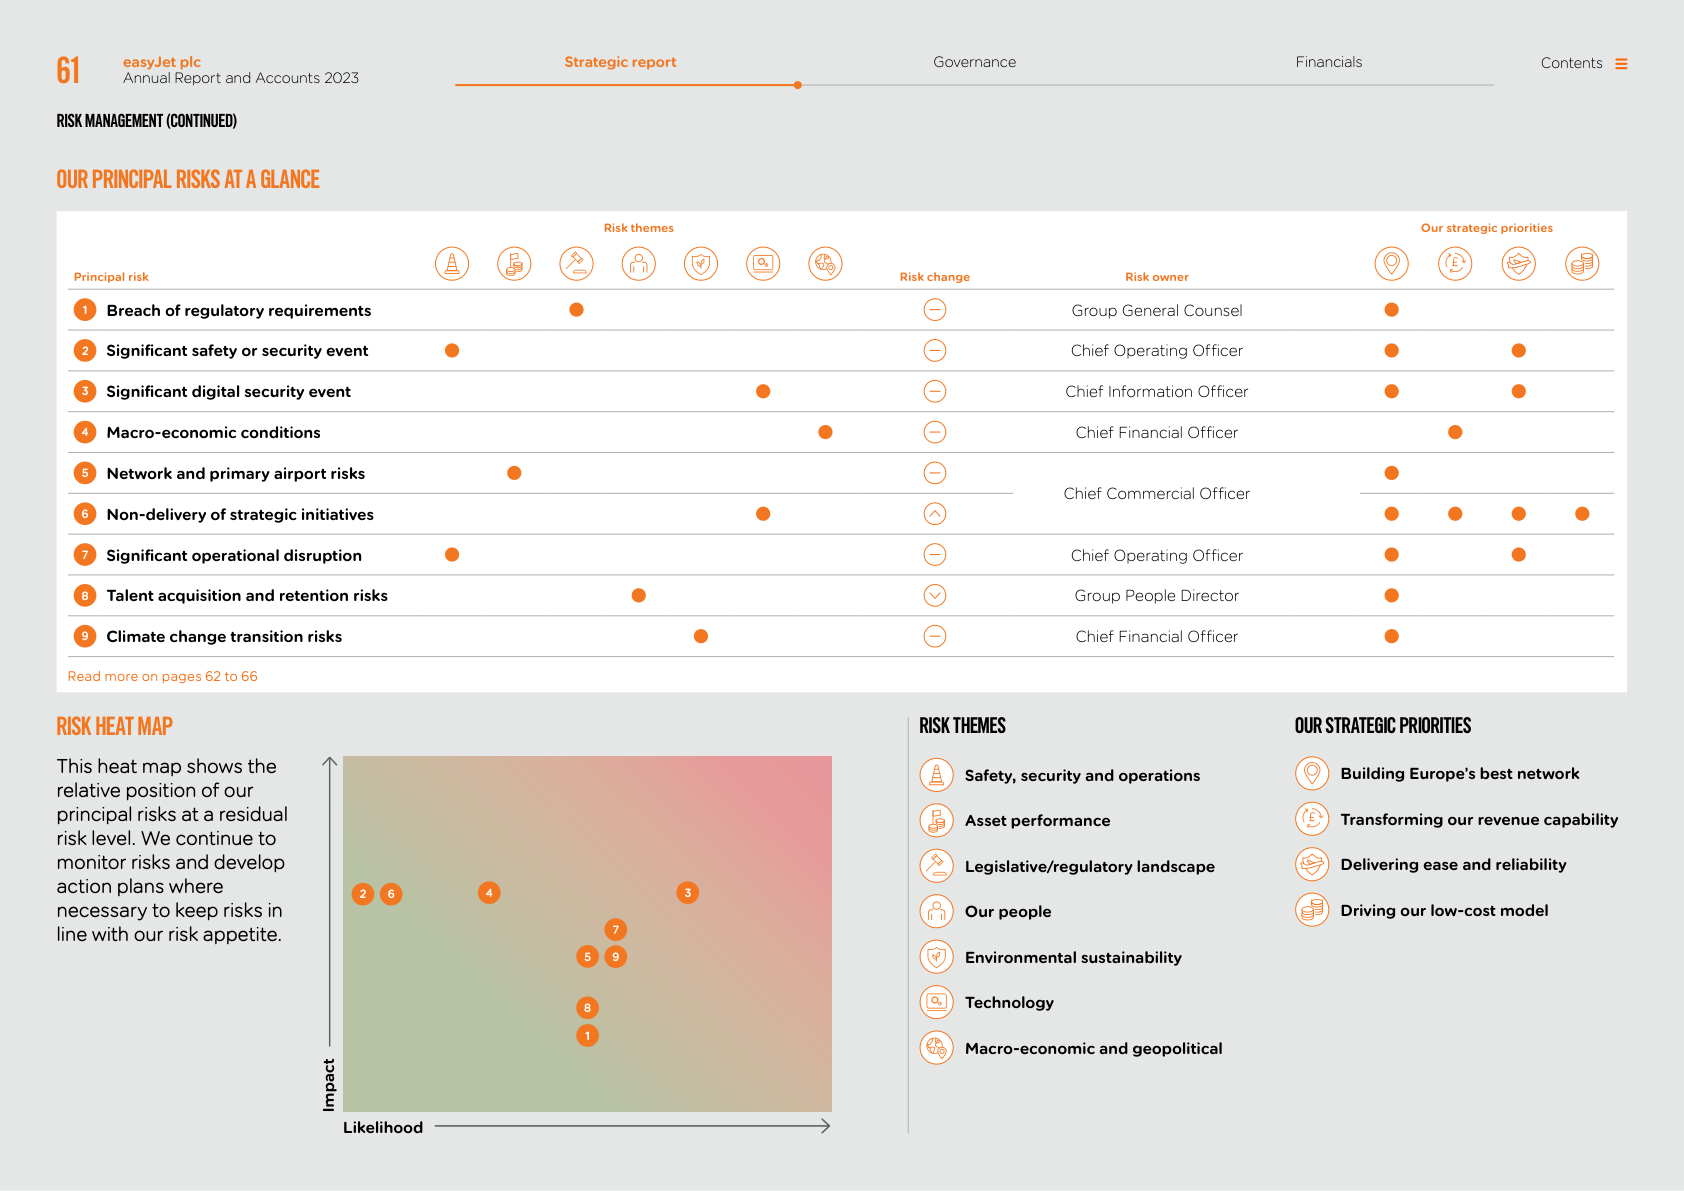 61
easyJet plc
Annual Report and Accounts 2023
Strategic report
Governance
Financials
Contents
RISK MANAGEMENT (CONTINUED)
OUR PRINCIPAL RISKS AT A GLANCE
Risk themes
Our strategic priorities
Principal risk
Risk change
Risk owner
1 Breach of regulatory requirements Group General Counsel
2 Significant safety or security event Chief Operating Officer
3 Significant digital security event Chief Information Officer
4 Macro-economic conditions Chief Financial Officer
5 Network and primary airport risks
Chief Commercial Officer
6 Non-delivery of strategic initiatives
7 Significant operational disruption Chief Operating Officer
8 Talent acquisition and retention risks Group People Director
9 Climate change transition risks Chief Financial Officer
Read more on pages 62 to 66
RISK HEAT MAP
This heat map shows the
relative position of our
principal risks at a residual
risk level. We continue to
monitor risks and develop
action plans where
necessary to keep risks in
line with our risk appetite.
2 6 4 3
7
5 9
8
1
Impact
Likelihood
RISK THEMES
Safety, security and operations
Asset performance
Legislative/regulatory landscape
Our people
Environmental sustainability
Technology
Macro-economic and geopolitical
OUR STRATEGIC PRIORITIES
Building Europe's best network
£ Transforming our revenue capability
Delivering ease and reliability
Driving our low-cost model